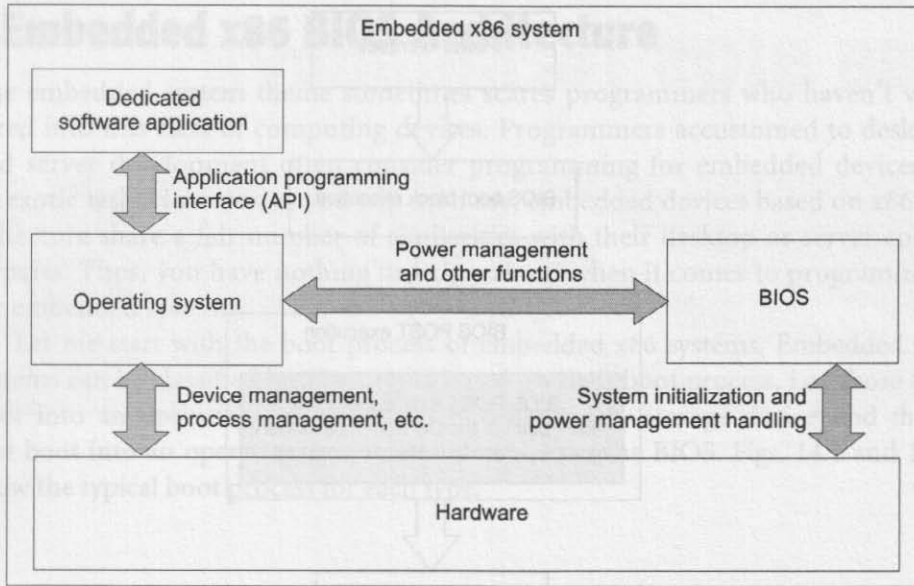 Embedded x86 system
Dedicated
software application
Application programming
interface (API)
Power management
and other functions
Operating system
BIOS
Device management,
process management, etc.
System initialization and
power management handling
Hardware